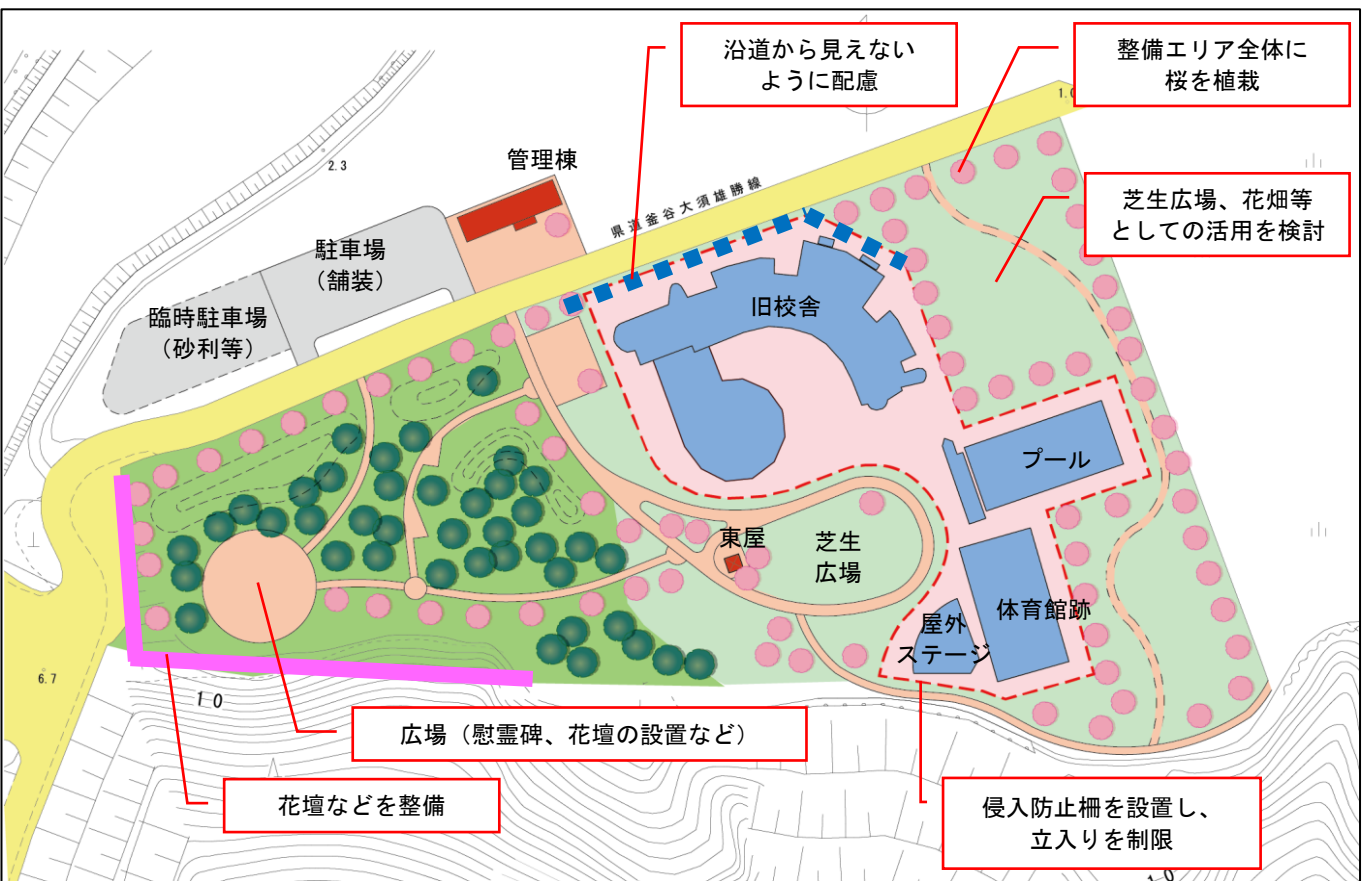 沿道から見えない
ように配慮
整備エリア全体に
桜を植栽
1.0
2.3
管理棟
県道釜谷大須雄勝線
芝生広場、花畑等
としての活用を検討
駐車場
（舗装）
臨時駐車場
（砂利等）
旧校舎
プール
東屋
芝生
広場
屋外
ステージ
体育館跡
6.7
10
広場（慰霊碑、花壇の設置など）
花壇などを整備
侵入防止柵を設置し、
立入りを制限
10